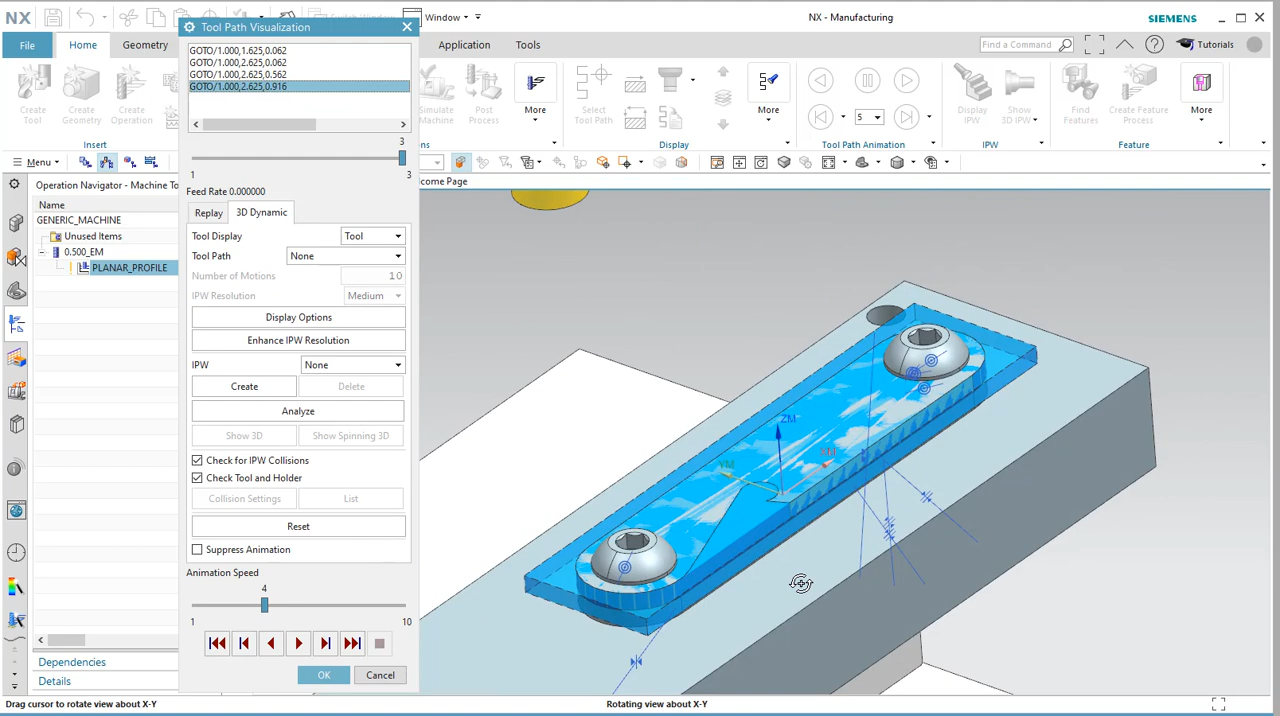 NX
Switch Window
Window
NX - Manufacturing
SIEMENS
File
Home
Geometry
Application
Tools
Find a Command
Tutorials
Tool Path Visualization
GOTO/1.000,1.625,0.062
GOTO/1.000,2.625,0.062
GOTO/1.000,2.625,0.562
GOTO/1.000,2.625,0.916
3
1
3
Feed Rate 0.000000
Replay
3D Dynamic
Tool Display
Tool
Tool Path
None
Number of Motions
10
IPW Resolution
Medium
Display Options
Enhance IPW Resolution
IPW
None
Create
Delete
Analyze
Show 3D
Show Spinning 3D
Check for IPW Collisions
Check Tool and Holder
Collision Settings
List
Reset
Suppress Animation
Animation Speed
4
1
10
OK
Cancel
Create Tool
Create Geometry
Create Operation
Insert
Simulate Machine
Post Process
More
Select Tool Path
More
Display
5
Tool Path Animation
Display IPW
Show 3D IPW
IPW
Find Features
Create Feature Process
More
Feature
Menu
come Page
Operation Navigator - Machine To
Name
GENERIC_MACHINE
Unused Items
0.500_EM
PLANAR_PROFILE
Dependencies
Details
ZM
XM
YM
Drag cursor to rotate view about X-Y
Rotating view about X-Y